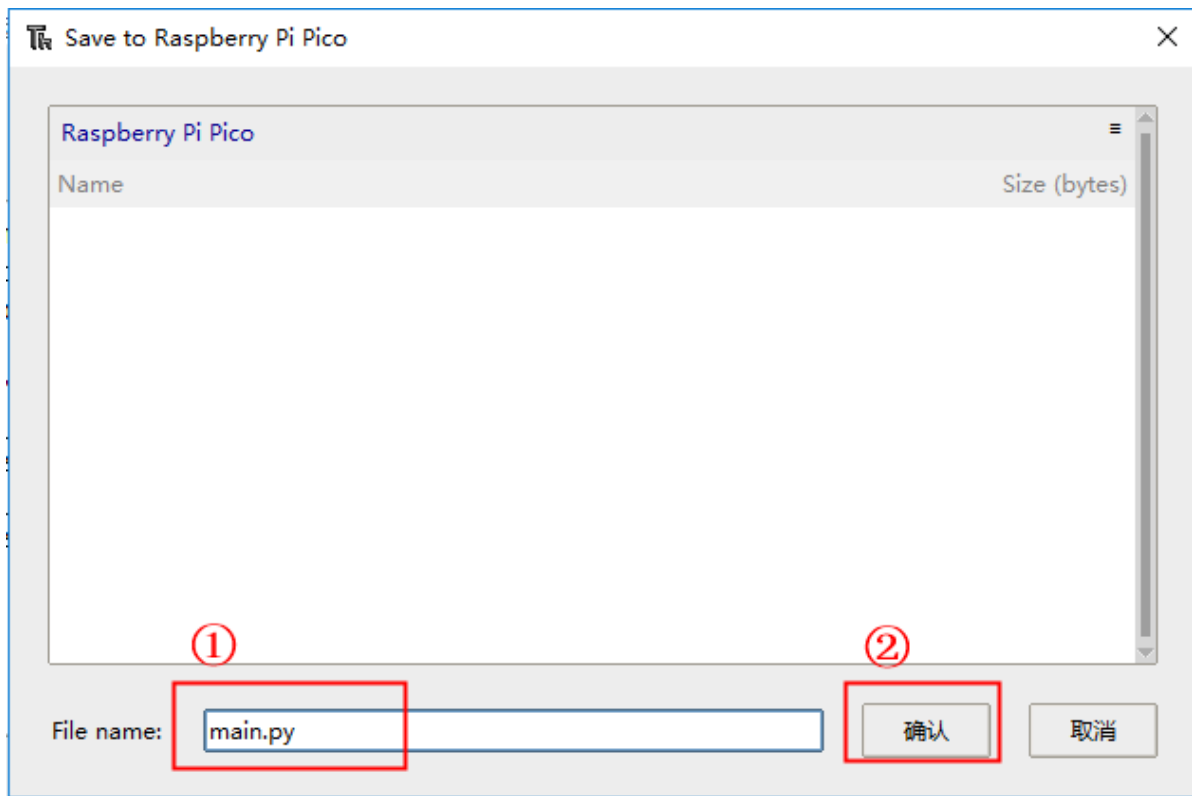 Save to Raspberry Pi Pico
Raspberry Pi Pico
Name Size (bytes)
① ②
File name: main.py 确认 取消